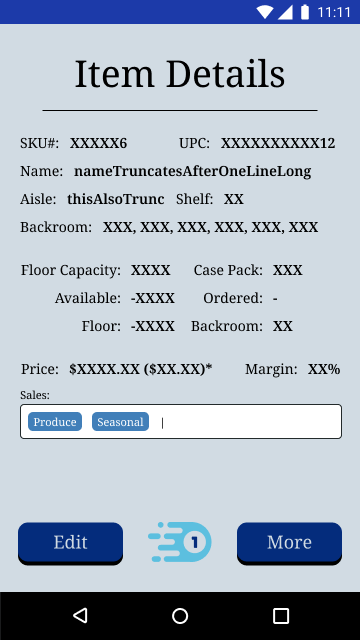 11:11
Item Details
SKU#: XXXXX6 UPC: XXXXXXXXXX12
Name: nameTruncatesAfterOneLineLong
Aisle: thisAlsoTrunc Shelf: XX
Backroom: XXX, XXX, XXX, XXX, XXX, XXX
Floor Capacity: XXXX Case Pack: XXX
Available: -XXXX Ordered: -
Floor: -XXXX Backroom: XX
Price: $XXXX.XX ($XX.XX)* Margin: XX%
Sales:
Produce Seasonal |
Edit 1 More